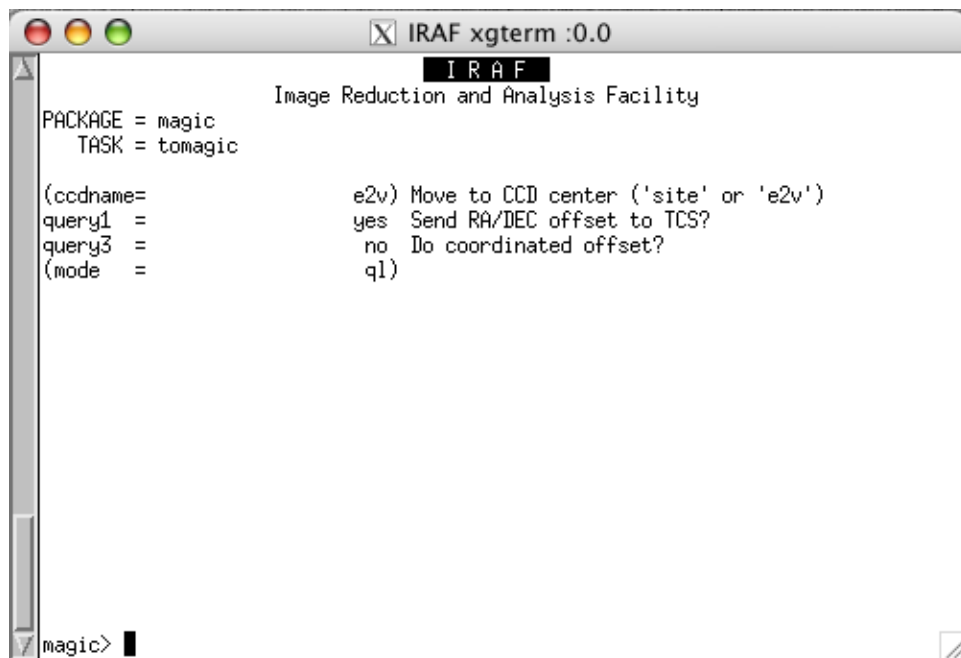 X IRAF xgterm :0.0
I R A F
Image Reduction and Analysis Facility
PACKAGE = magic
TASK = tomagic
(ccdname= e2v) Move to CCD center ('site' or 'e2v')
query1 = yes Send RA/DEC offset to TCS?
query3 = no Do coordinated offset?
(mode = ql)
magic>